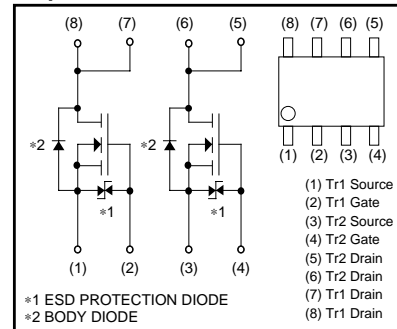 (8) (7) (6) (5)
(8) (7) (6) (5)
∗2 ∗2
∗1 ∗1
(1) (2) (3) (4)
(1) (2) (3) (4)
(1) Tr1 Source
(2) Tr1 Gate
(3) Tr2 Source
(4) Tr2 Gate
(5) Tr2 Drain
(6) Tr2 Drain
(7) Tr1 Drain
(8) Tr1 Drain
∗1 ESD PROTECTION DIODE
∗2 BODY DIODE